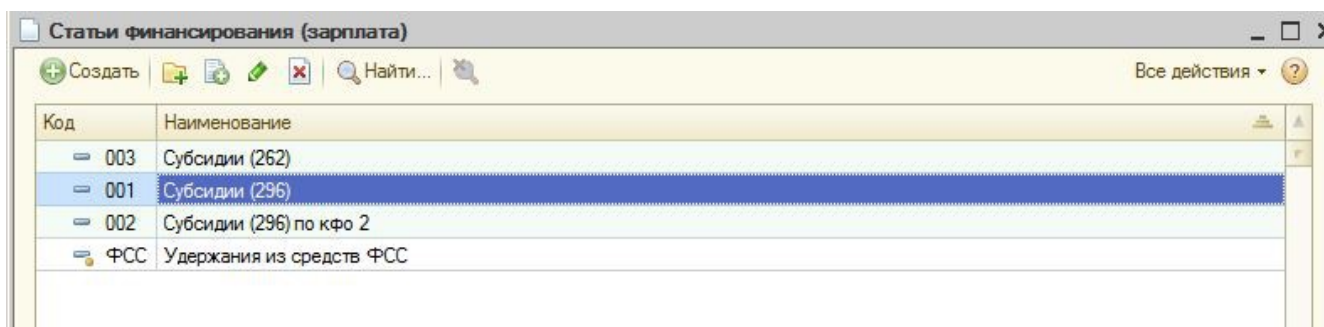 Статьи финансирования (зарплата)
Создать Найти... Все действия
Код Наименование
003 Субсидии (262)
001 Субсидии (296)
002 Субсидии (296) по кфо 2
ФСС Удержания из средств ФСС